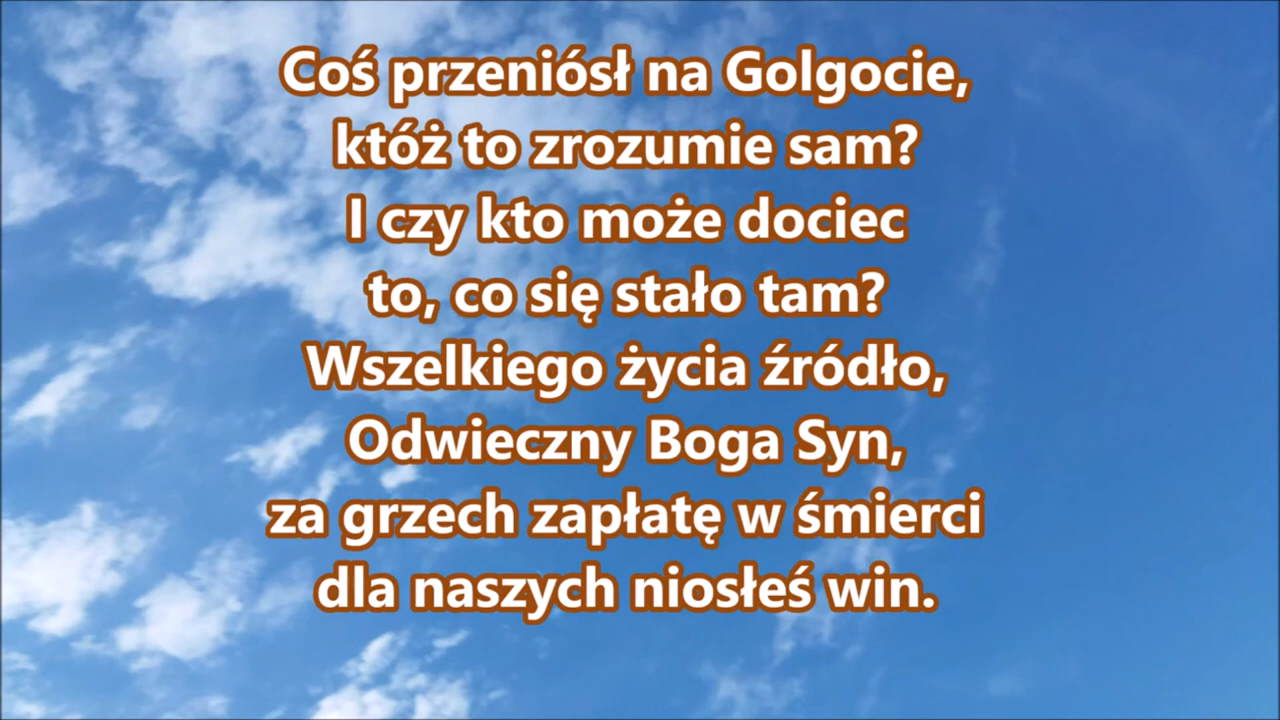 Coś przeniósł na Golgocie,
któż to zrozumie sam?
I czy kto może dociec
to, co się stało tam?
Wszelkiego życia źródło,
Odwieczny Boga Syn,
za grzech zapłatę w śmierci
dla naszych niosłeś win.